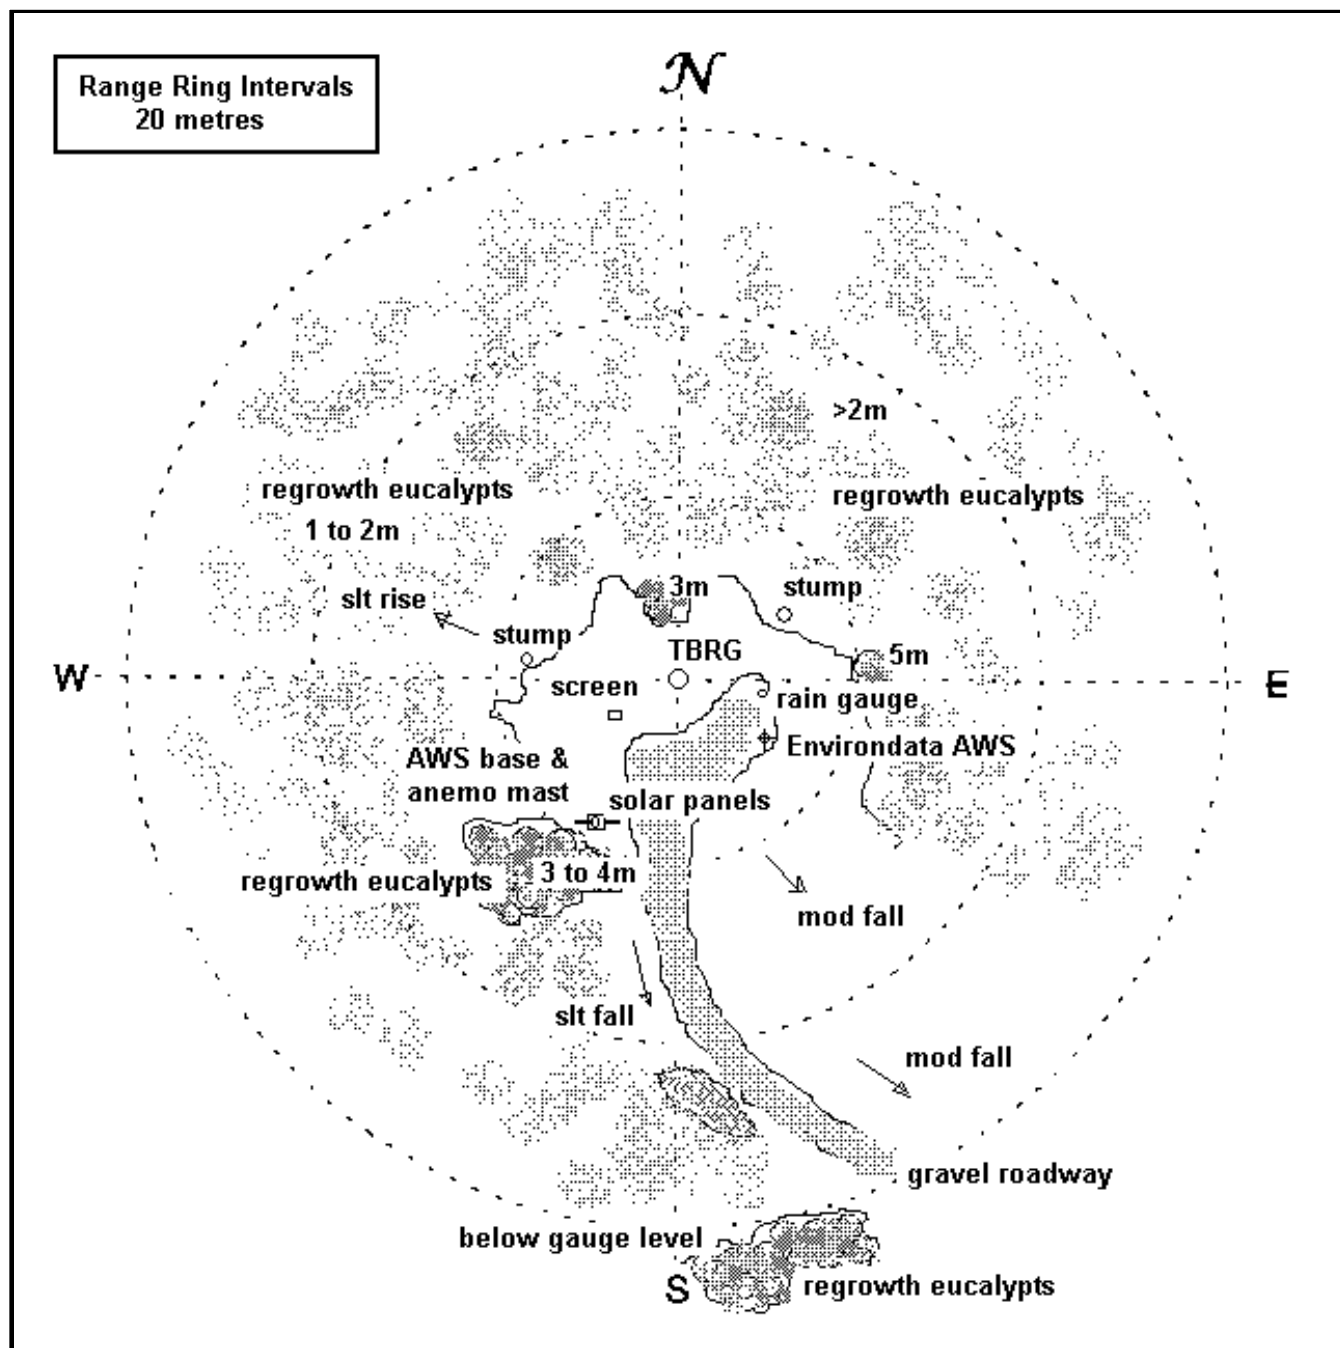 N
Range Ring Intervals
20 metres
>2m
regrowth eucalypts
regrowth eucalypts
1 to 2m
3m
stump
slt rise
stump
TBRG
5m
W
E
screen
rain gauge
AWS base &
anemo mast
Environdata AWS
solar panels
regrowth eucalypts
3 to 4m
mod fall
slt fall
mod fall
gravel roadway
below gauge level
S
regrowth eucalypts